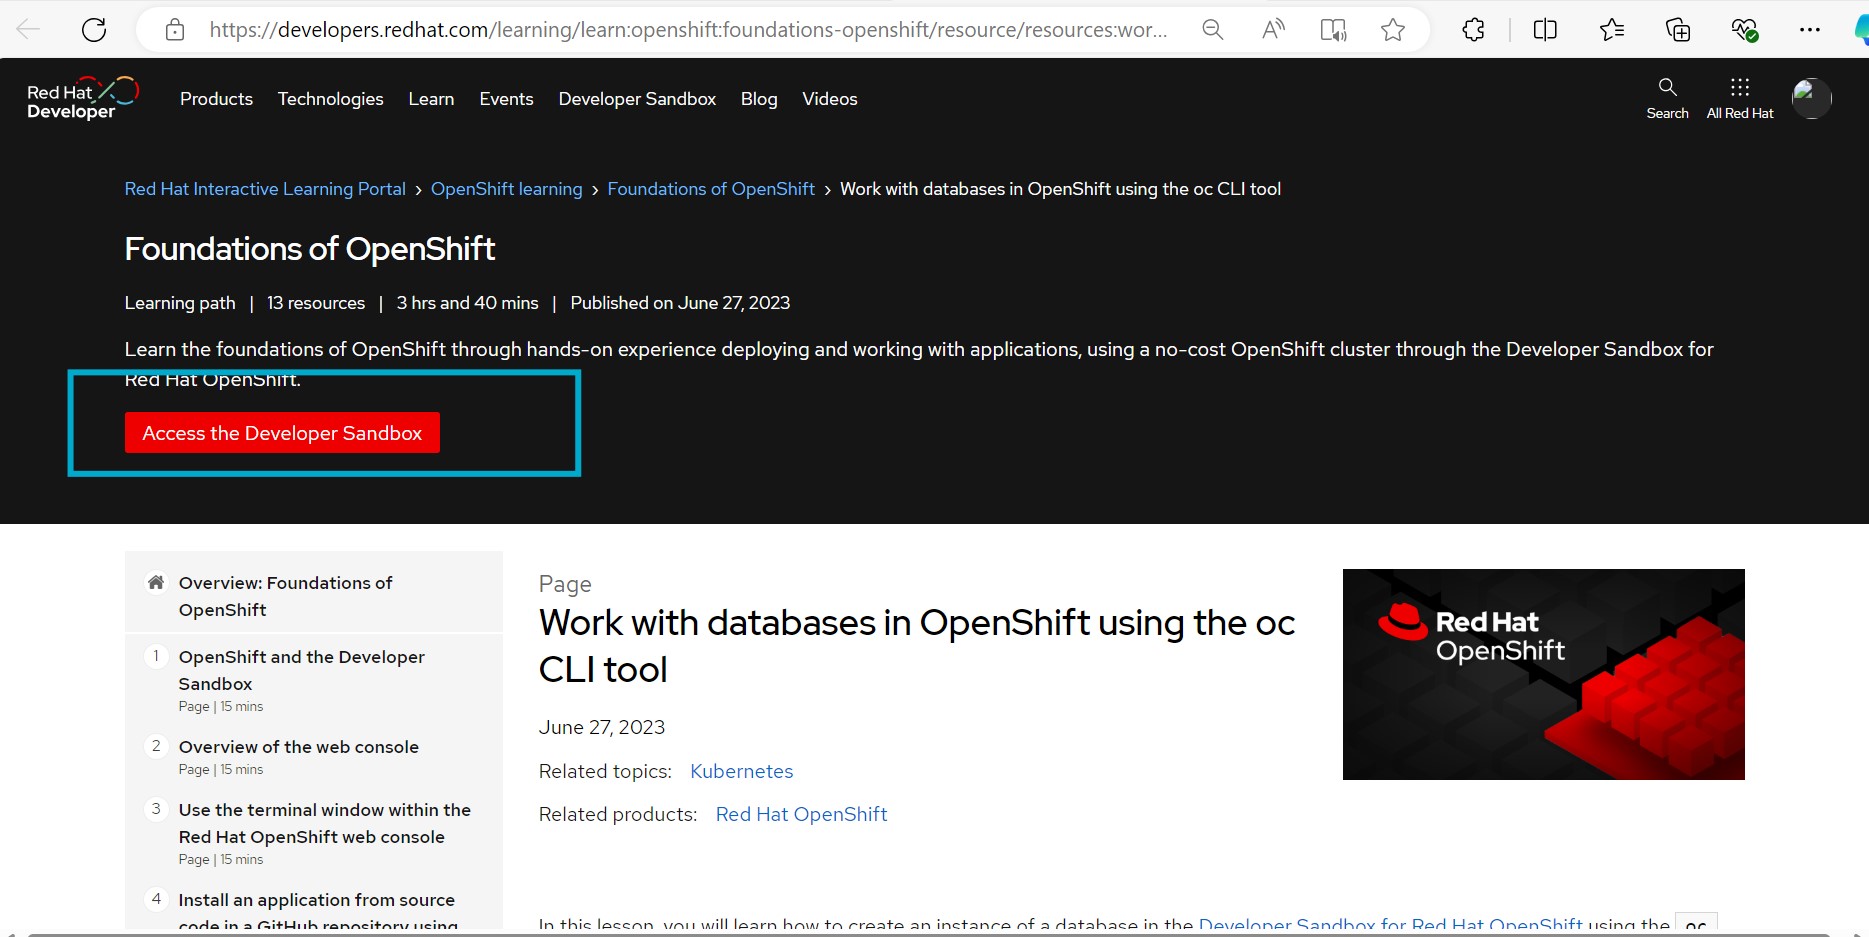 https://developers.redhat.com/learning/learn:openshift:foundations-openshift/resource/resources:wor...
Red Hat
Developer
Products Technologies Learn Events Developer Sandbox Blog Videos
Search All Red Hat
Red Hat Interactive Learning Portal › OpenShift learning › Foundations of OpenShift › Work with databases in OpenShift using the oc CLI tool
Foundations of OpenShift
Learning path | 13 resources | 3 hrs and 40 mins | Published on June 27, 2023
Learn the foundations of OpenShift through hands-on experience deploying and working with applications, using a no-cost OpenShift cluster through the Developer Sandbox for
Red Hat OpenShift.
Access the Developer Sandbox
Overview: Foundations of
OpenShift
1 OpenShift and the Developer
Sandbox
Page | 15 mins
2 Overview of the web console
Page | 15 mins
3 Use the terminal window within the
Red Hat OpenShift web console
Page | 15 mins
4 Install an application from source
code in a GitHub repository using
Page
Work with databases in OpenShift using the oc
CLI tool
June 27, 2023
Related topics: Kubernetes
Related products: Red Hat OpenShift
Red Hat
OpenShift
In this lesson, you will learn how to create an instance of a database in the Developer Sandbox for Red Hat OpenShift using the oc